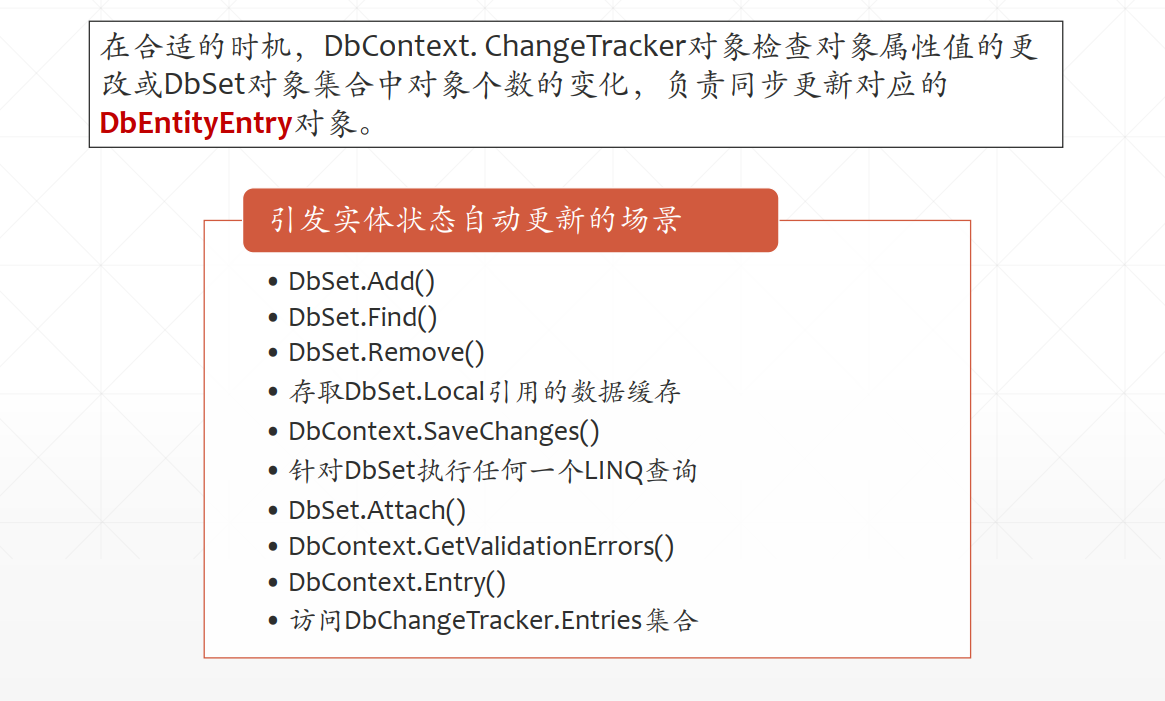 在合适的时机，DbContext. ChangeTracker对象检查对象属性值的更
改或DbSet对象集合中对象个数的变化，负责同步更新对应的
DbEntityEntry对象。
引发实体状态自动更新的场景
• DbSet.Add()
• DbSet.Find()
• DbSet.Remove()
• 存取DbSet.Local引用的数据缓存
• DbContext.SaveChanges()
• 针对DbSet执行任何一个LINQ查询
• DbSet.Attach()
• DbContext.GetValidationErrors()
• DbContext.Entry()
• 访问DbChangeTracker.Entries集合